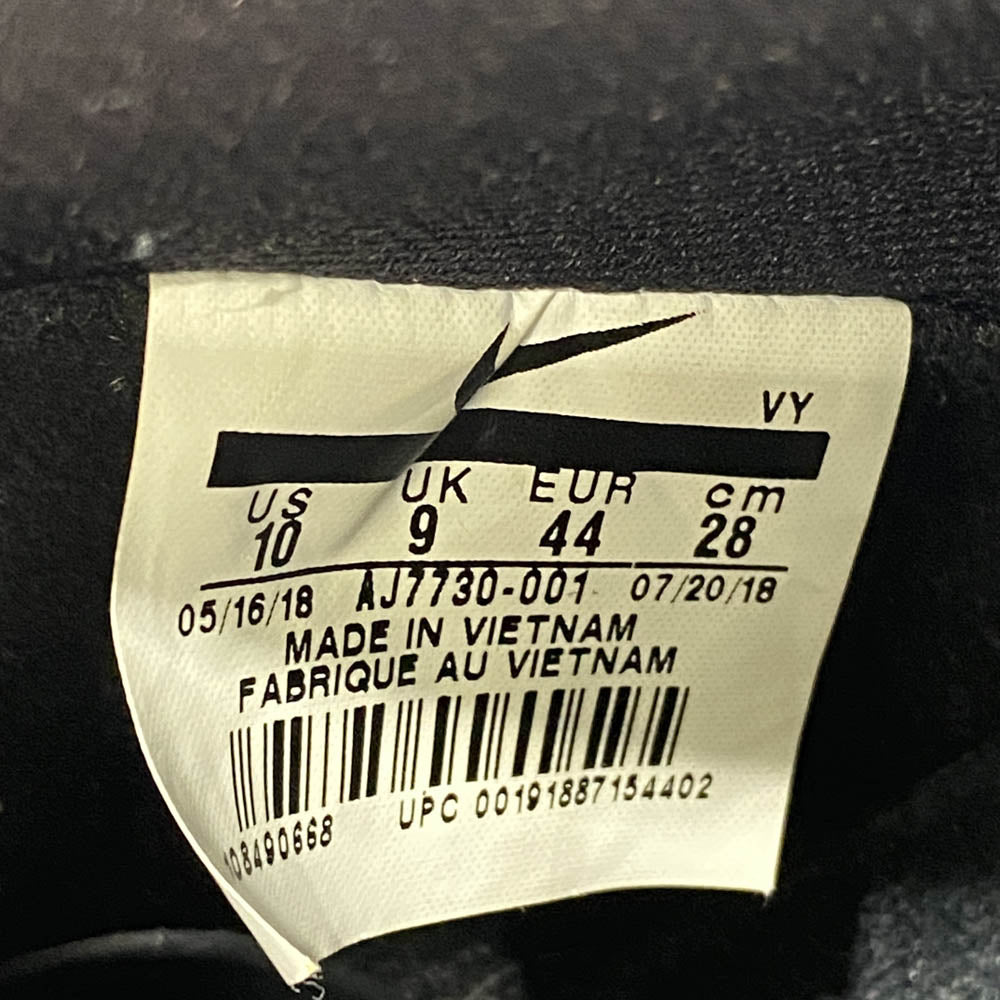 VY
US UK EUR cm
10 9 44 28
05/16/18 AJ7730-001 07/20/18
MADE IN VIETNAM
FABRIQUE AU VIETNAM
UPC 00191887154402
108490668